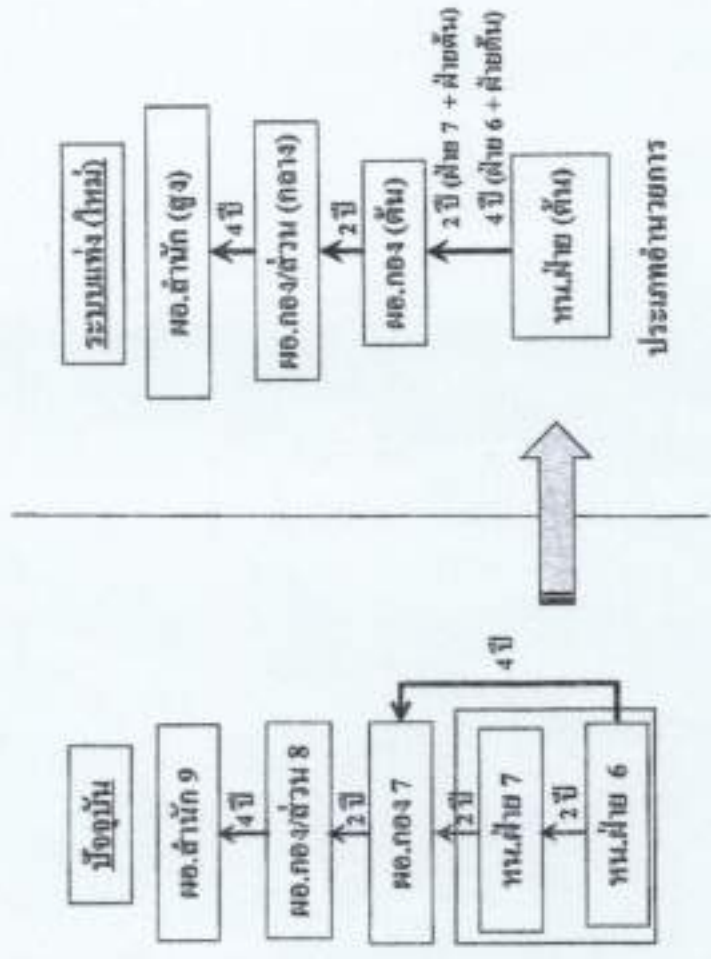 ปัจจุบัน
ผอ.สำนัก 9
4 ปี
ผอ.กอง/ส่วน 8
2 ปี
ผอ.กอง 7
2 ปี
หน.ฝ่าย 7
2 ปี
หน.ฝ่าย 6
4 ปี
ระบบแท่ง (ใหม่)
ผอ.สำนัก (สูง)
4 ปี
ผอ.กอง/ส่วน (กลาง)
2 ปี
ผอ.กอง (ต้น)
2 ปี (ฝ่าย 7 + ฝ่ายต้น)
4 ปี (ฝ่าย 6 + ฝ่ายต้น)
หน.ฝ่าย (ต้น)
ประเภทอำนวยการ